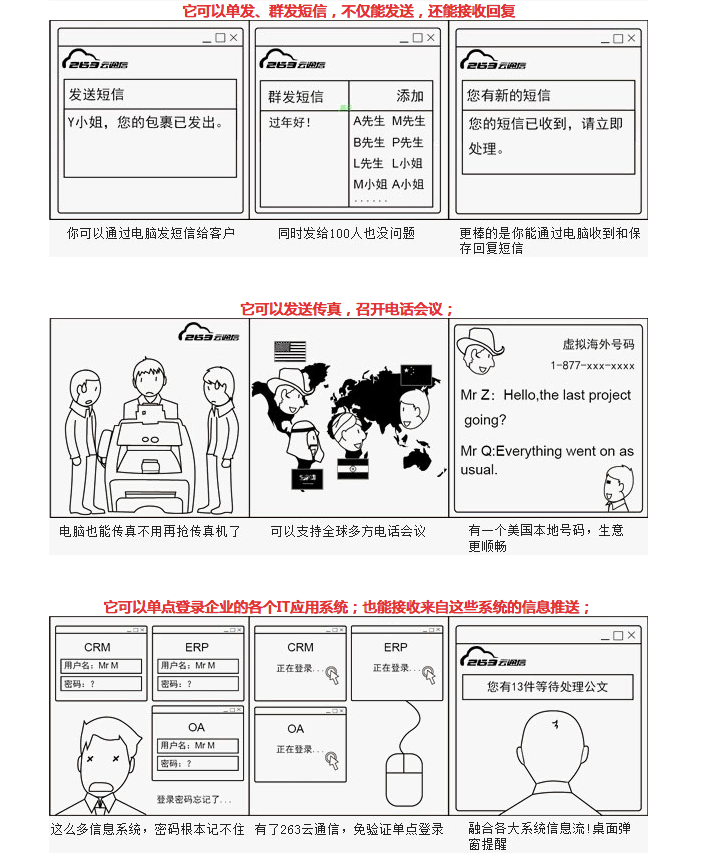 它可以单发、群发短信，不仅能发送，还能接收回复
263云通信
发送短信
Y小姐，您的包裹已发出。
263云通信
群发短信 添加
过年好！
A先生 M先生
B先生 P先生
L先生 L小姐
M小姐 A小姐
······
263云通信
您有新的短信
您的短信已收到，请立即
处理。
你可以通过电脑发短信给客户
同时发给100人也没问题
更棒的是你能通过电脑收到和保
存回复短信
它可以发送传真，召开电话会议；
263云通信
虚拟海外号码
1-877-xxx-xxxx
Mr Z：Hello,the last project
going?
Mr Q:Everything went on as
usual.
电脑也能传真不用再抢传真机了
可以支持全球多方电话会议
有一个美国本地号码，生意
更顺畅
它可以单点登录企业的各个IT应用系统；也能接收来自这些系统的信息推送；
CRM
用户名：Mr M
密码：?
ERP
用户名：Mr M
密码：?
OA
用户名：Mr M
密码：?
登录密码忘记了...
CRM
正在登录...
ERP
正在登录...
OA
正在登录...
263云通信
您有13件等待处理公文
这么多信息系统，密码根本记不住
有了263云通信，免验证单点登录
融合各大系统信息流!桌面弹
窗提醒